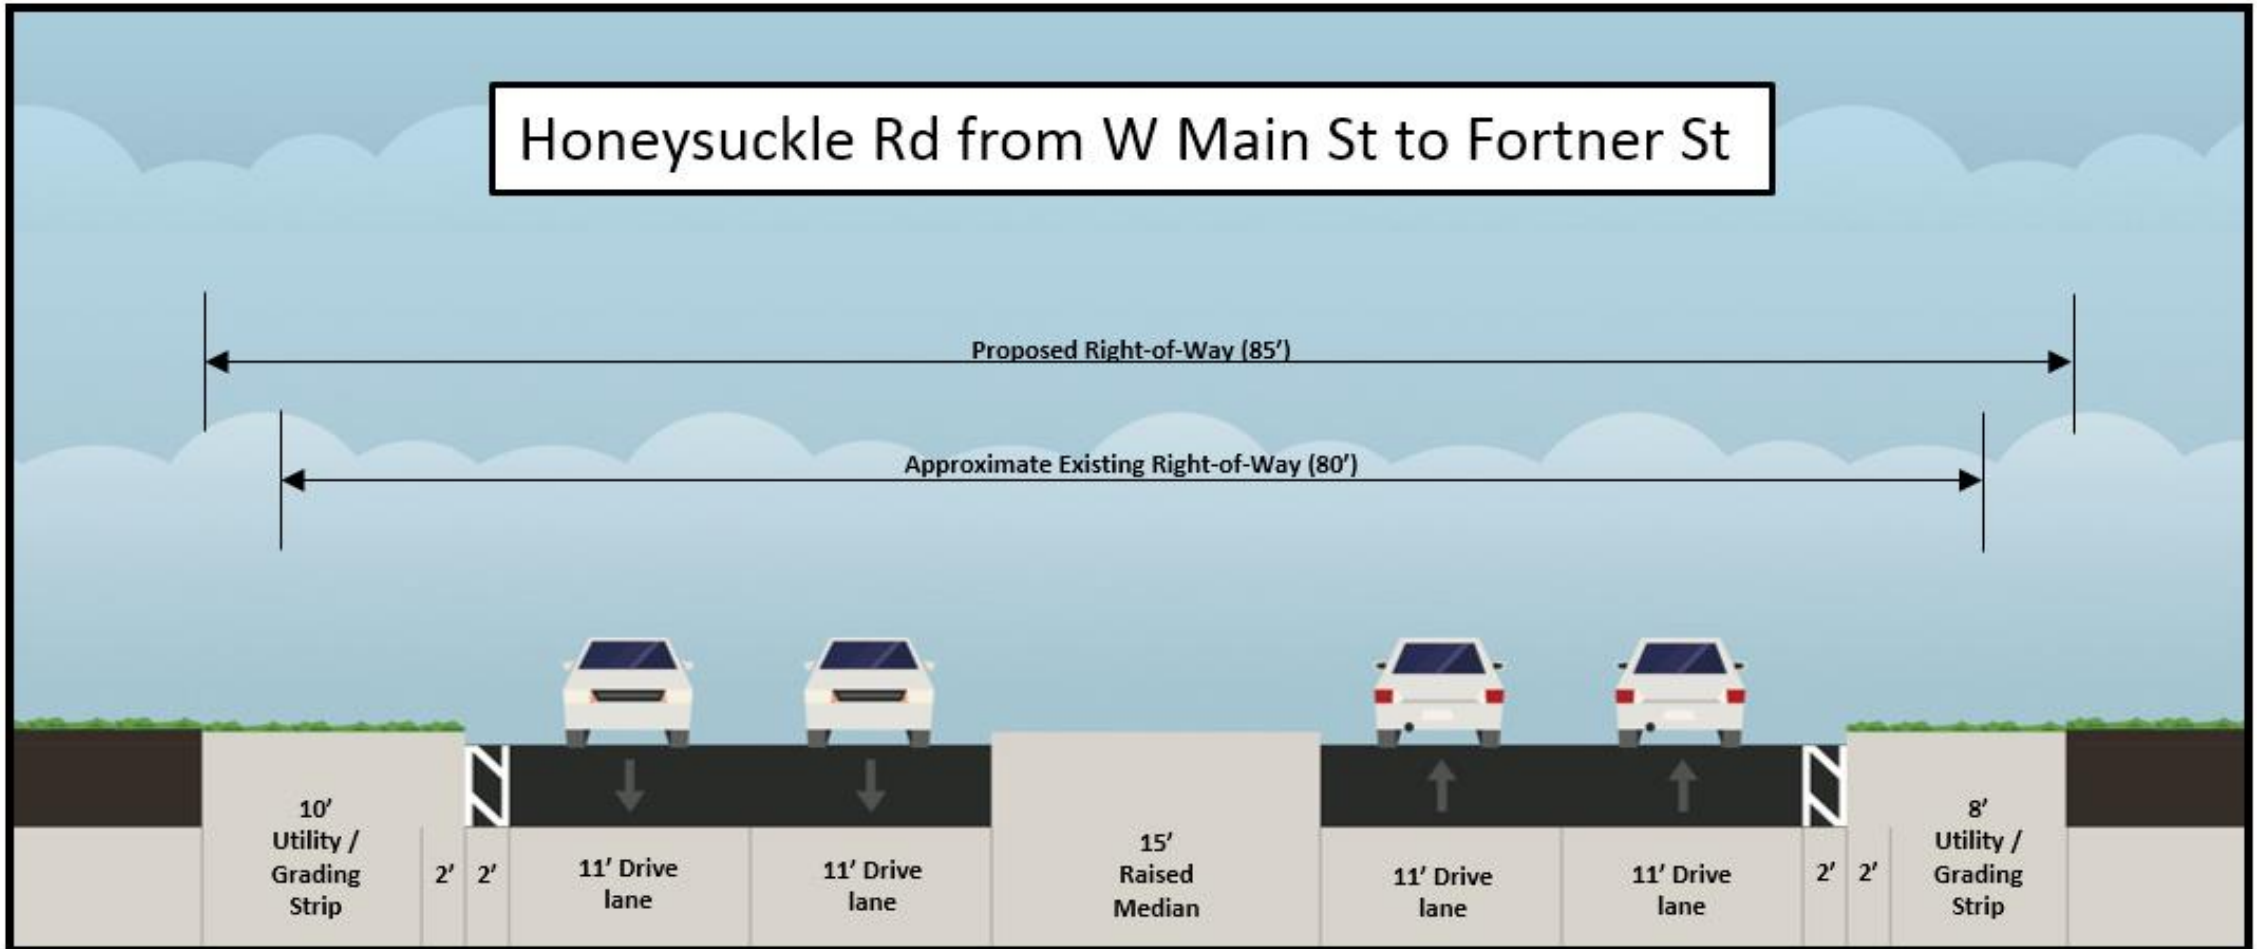 Honeysuckle Rd from W Main St to Fortner St
Proposed Right-of-Way (85’)
Approximate Existing Right-of-Way (80’)
10’
Utility /
Grading
Strip
2’
2’
11’ Drive
lane
11’ Drive
lane
15’
Raised
Median
11’ Drive
lane
11’ Drive
lane
2’
2’
8’
Utility /
Grading
Strip